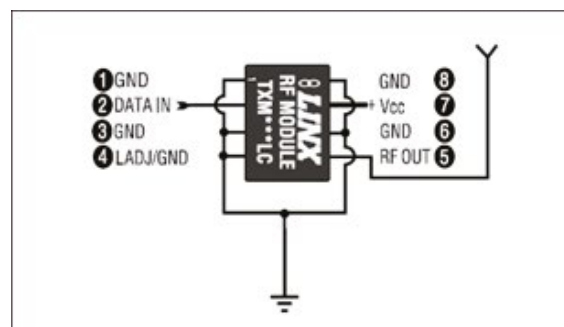 1 GND
2 DATA IN
3 GND
4 LADJ/GND
LINX
RF MODULE
TXM***LC
1
GND 8
+ Vcc 7
GND 6
RF OUT 5